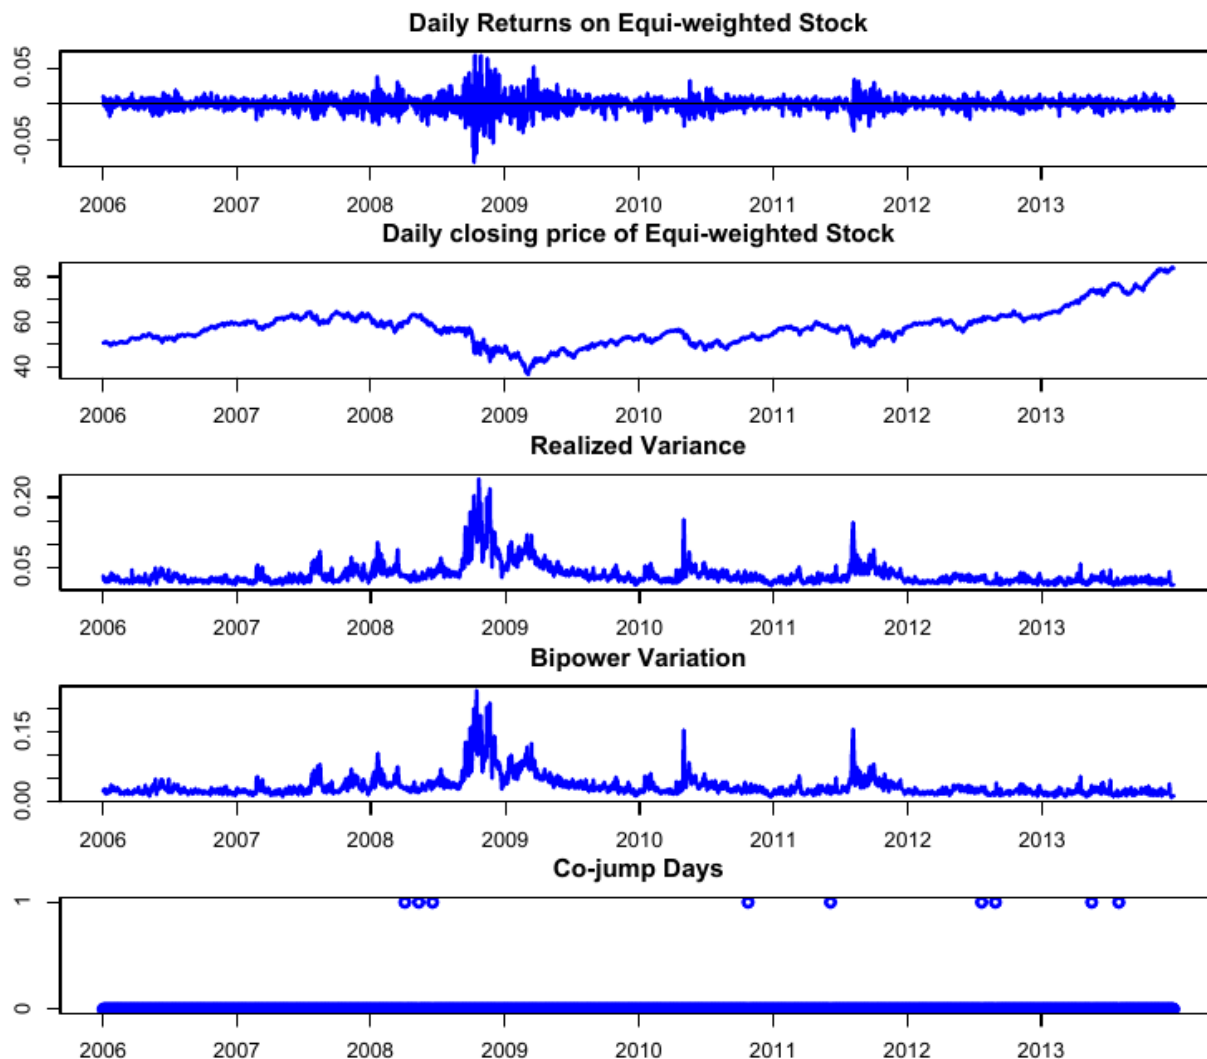 Daily Returns on Equi-weighted Stock
0.05
-0.05
2006 2007 2008 2009 2010 2011 2012 2013
Daily closing price of Equi-weighted Stock
80
60
40
2006 2007 2008 2009 2010 2011 2012 2013
Realized Variance
0.20
0.05
2006 2007 2008 2009 2010 2011 2012 2013
Bipower Variation
0.15
0.00
2006 2007 2008 2009 2010 2011 2012 2013
Co-jump Days
1
0
2006 2007 2008 2009 2010 2011 2012 2013